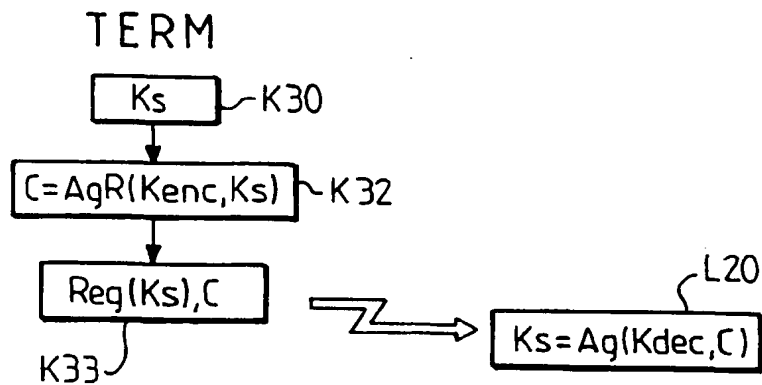 TERM
Ks
K30
C=AgR(Kenc,Ks)
K32
Reg(Ks),C
K33
L20
Ks=Ag(Kdec,C)